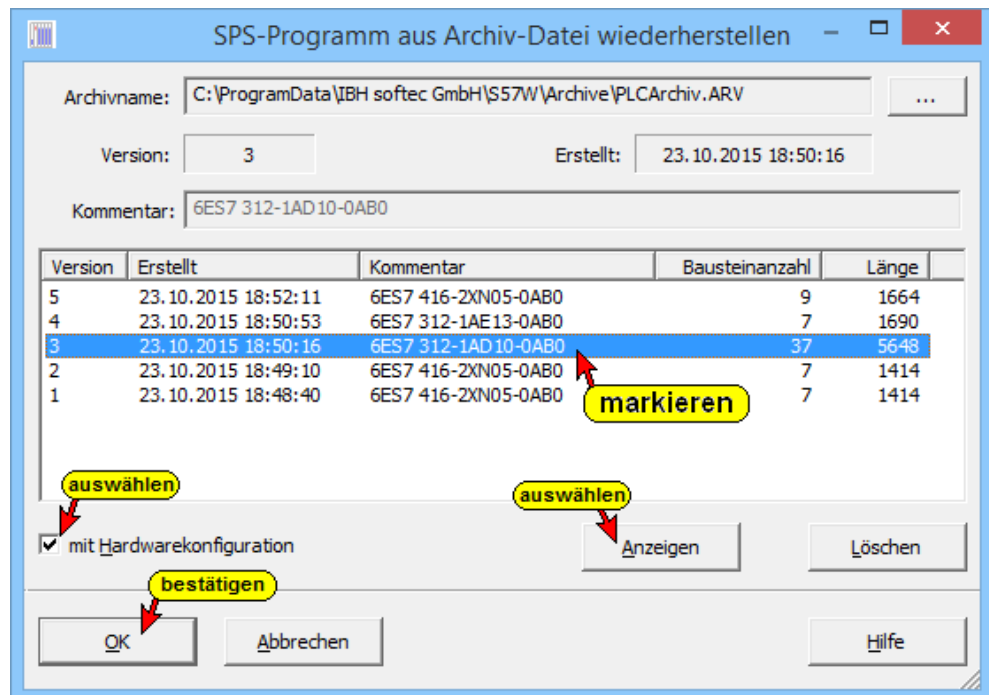 SPS-Programm aus Archiv-Datei wiederherstellen
Archivname: C:\ProgramData\IBH softec GmbH\S57W\Archive\PLCArchiv.ARV ...
Version: 3 Erstellt: 23.10.2015 18:50:16
Kommentar: 6ES7 312-1AD10-0AB0
Version Erstellt Kommentar Bausteinanzahl Länge
5 23.10.2015 18:52:11 6ES7 416-2XN05-0AB0 9 1664
4 23.10.2015 18:50:53 6ES7 312-1AE13-0AB0 7 1690
3 23.10.2015 18:50:16 6ES7 312-1AD10-0AB0 37 5648
2 23.10.2015 18:49:10 6ES7 416-2XN05-0AB0 7 1414
1 23.10.2015 18:48:40 6ES7 416-2XN05-0AB0 7 1414
markieren
auswählen auswählen
mit Hardwarekonfiguration Anzeigen Löschen
bestätigen
OK Abbrechen Hilfe